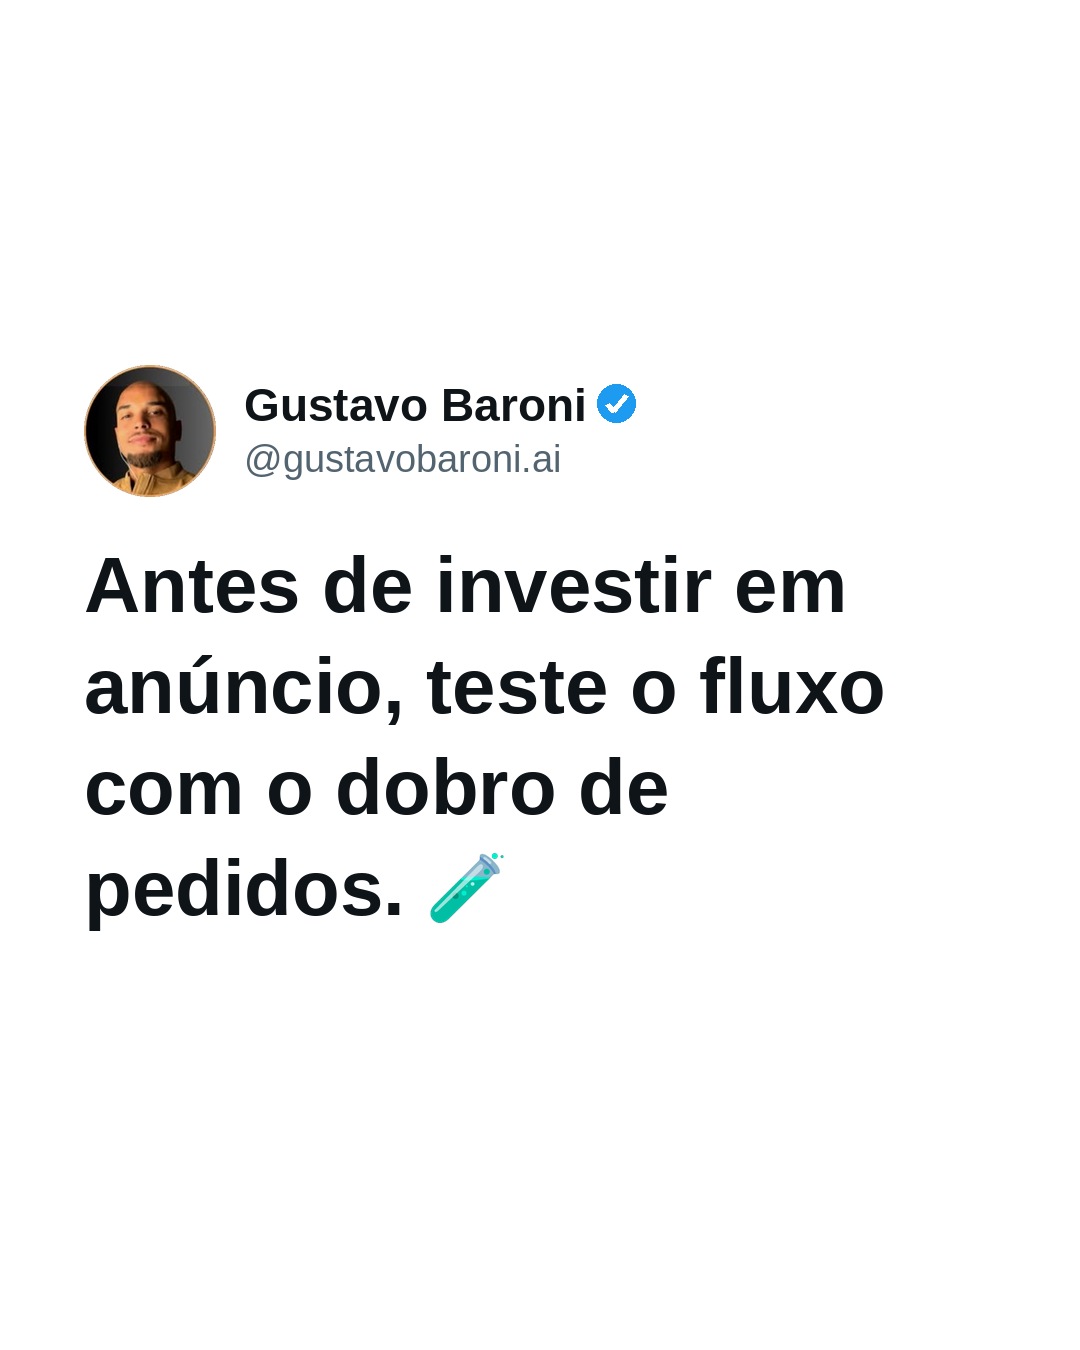 Gustavo Baroni
@gustavobaroni.ai
Antes de investir em
anúncio, teste o fluxo
com o dobro de
pedidos. 🧪